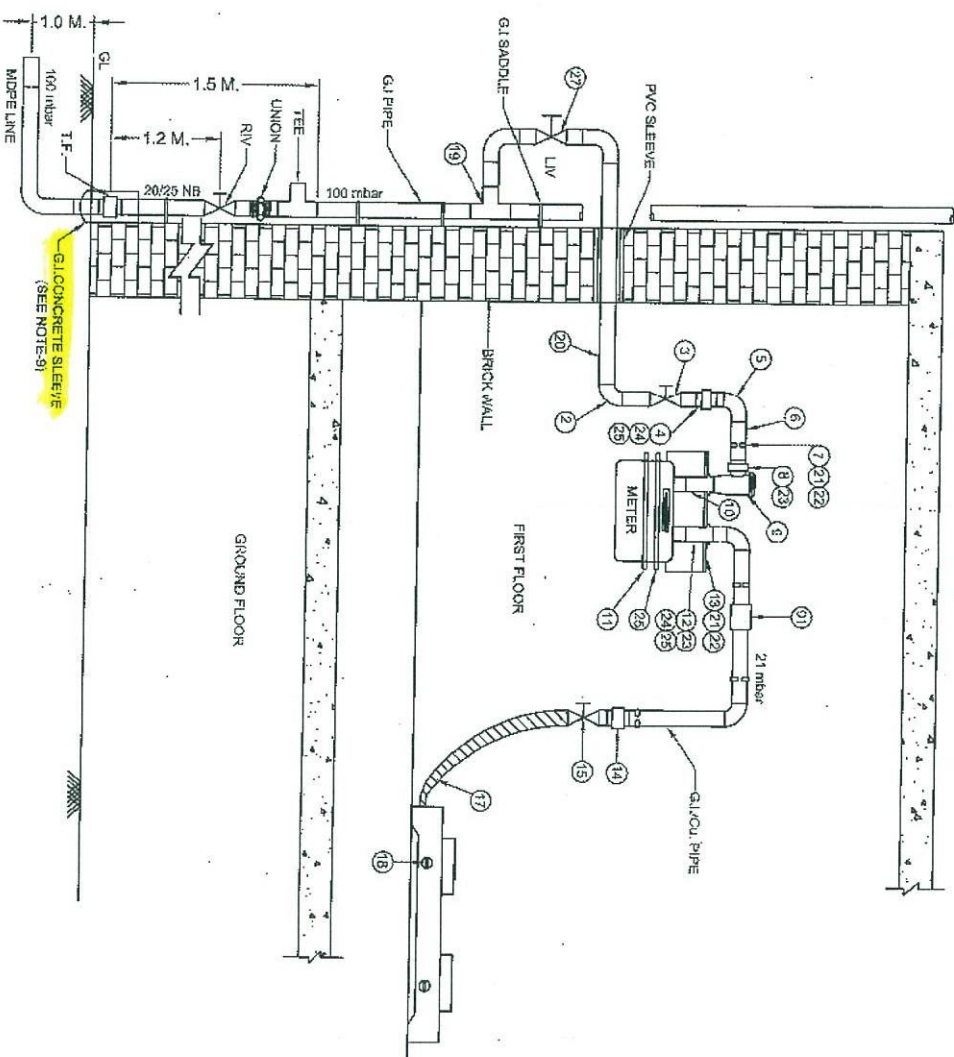 1.0 M.
GL
100 mbar
MDPE LINE
T.F.
1.5 M.
1.2 M.
20/25 NB
RIV
UNION
TEE
100 mbar
G.I PIPE
G.I SADDLE
19
27
LIV
PVC SLEEVE
G.I.CONCRETE SLEEVE
(SEE NOTE-9)
BRICK WALL
20
2
3
4
24
25
5
6
7
21
22
8
23
9
10
METER
11
26
12
23
24
25
13
21
22
01
21 mbar
G.I./Cu. PIPE
14
15
17
18
FIRST FLOOR
GROUND FLOOR